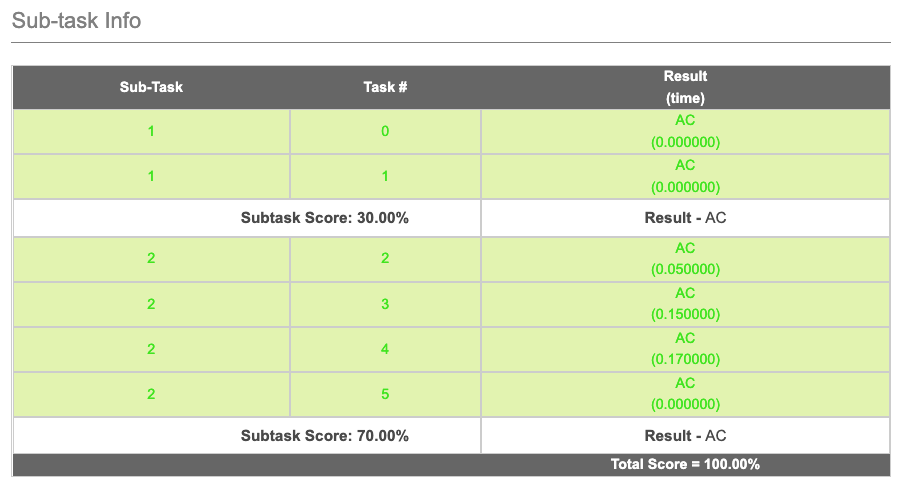 Sub-task Info
Sub-Task Task # Result
(time)
1 0 AC
(0.000000)
1 1 AC
(0.000000)
Subtask Score: 30.00% Result - AC
2 2 AC
(0.050000)
2 3 AC
(0.150000)
2 4 AC
(0.170000)
2 5 AC
(0.000000)
Subtask Score: 70.00% Result - AC
Total Score = 100.00%